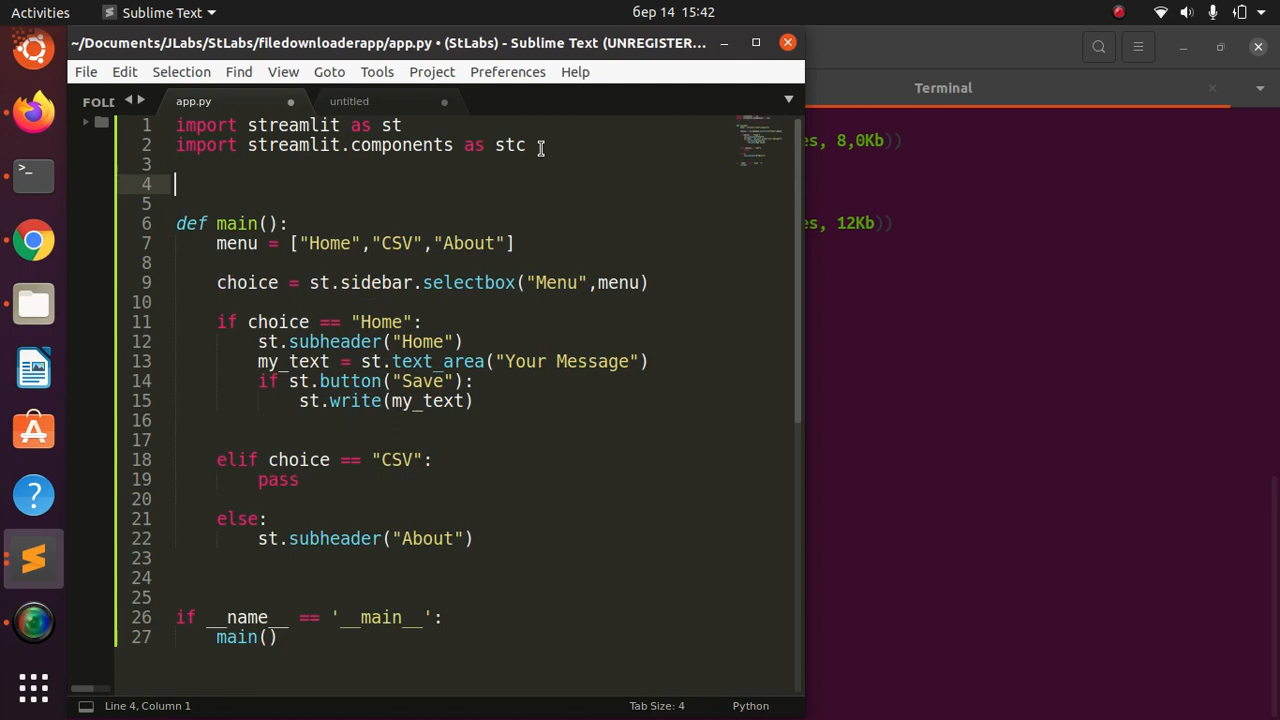 Activities
Sublime Text
бер 14 15:42
~/Documents/JLabs/StLabs/filedownloaderapp/app.py • (StLabs) - Sublime Text (UNREGISTER...
File Edit Selection Find View Goto Tools Project Preferences Help
FOLD
app.py
untitled
1 import streamlit as st
2 import streamlit.components as stc
3
4
5
6 def main():
7 menu = ["Home","CSV","About"]
8
9 choice = st.sidebar.selectbox("Menu",menu)
10
11 if choice == "Home":
12 st.subheader("Home")
13 my_text = st.text_area("Your Message")
14 if st.button("Save"):
15 st.write(my_text)
16
17
18 elif choice == "CSV":
19 pass
20
21 else:
22 st.subheader("About")
23
24
25
26 if __name__ == '__main__':
27 main()
Line 4, Column 1
Tab Size: 4
Python
Terminal
es, 8,0Kb))
es, 12Kb))